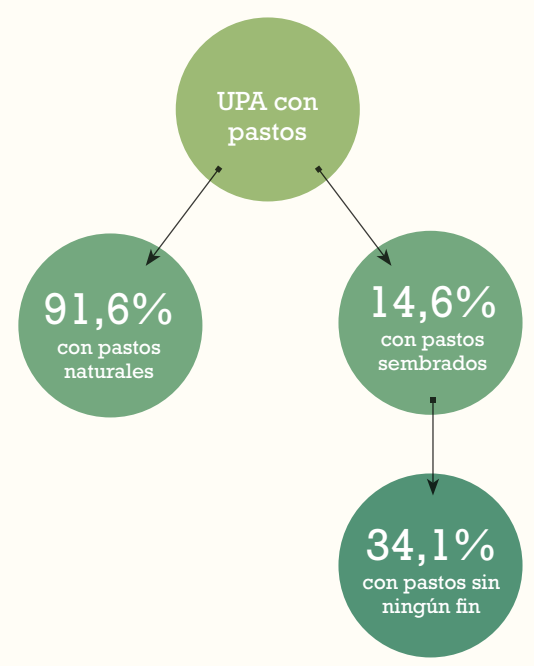 UPA con
pastos
91,6%
con pastos
naturales
14,6%
con pastos
sembrados
34,1%
con pastos sin
ningún fin